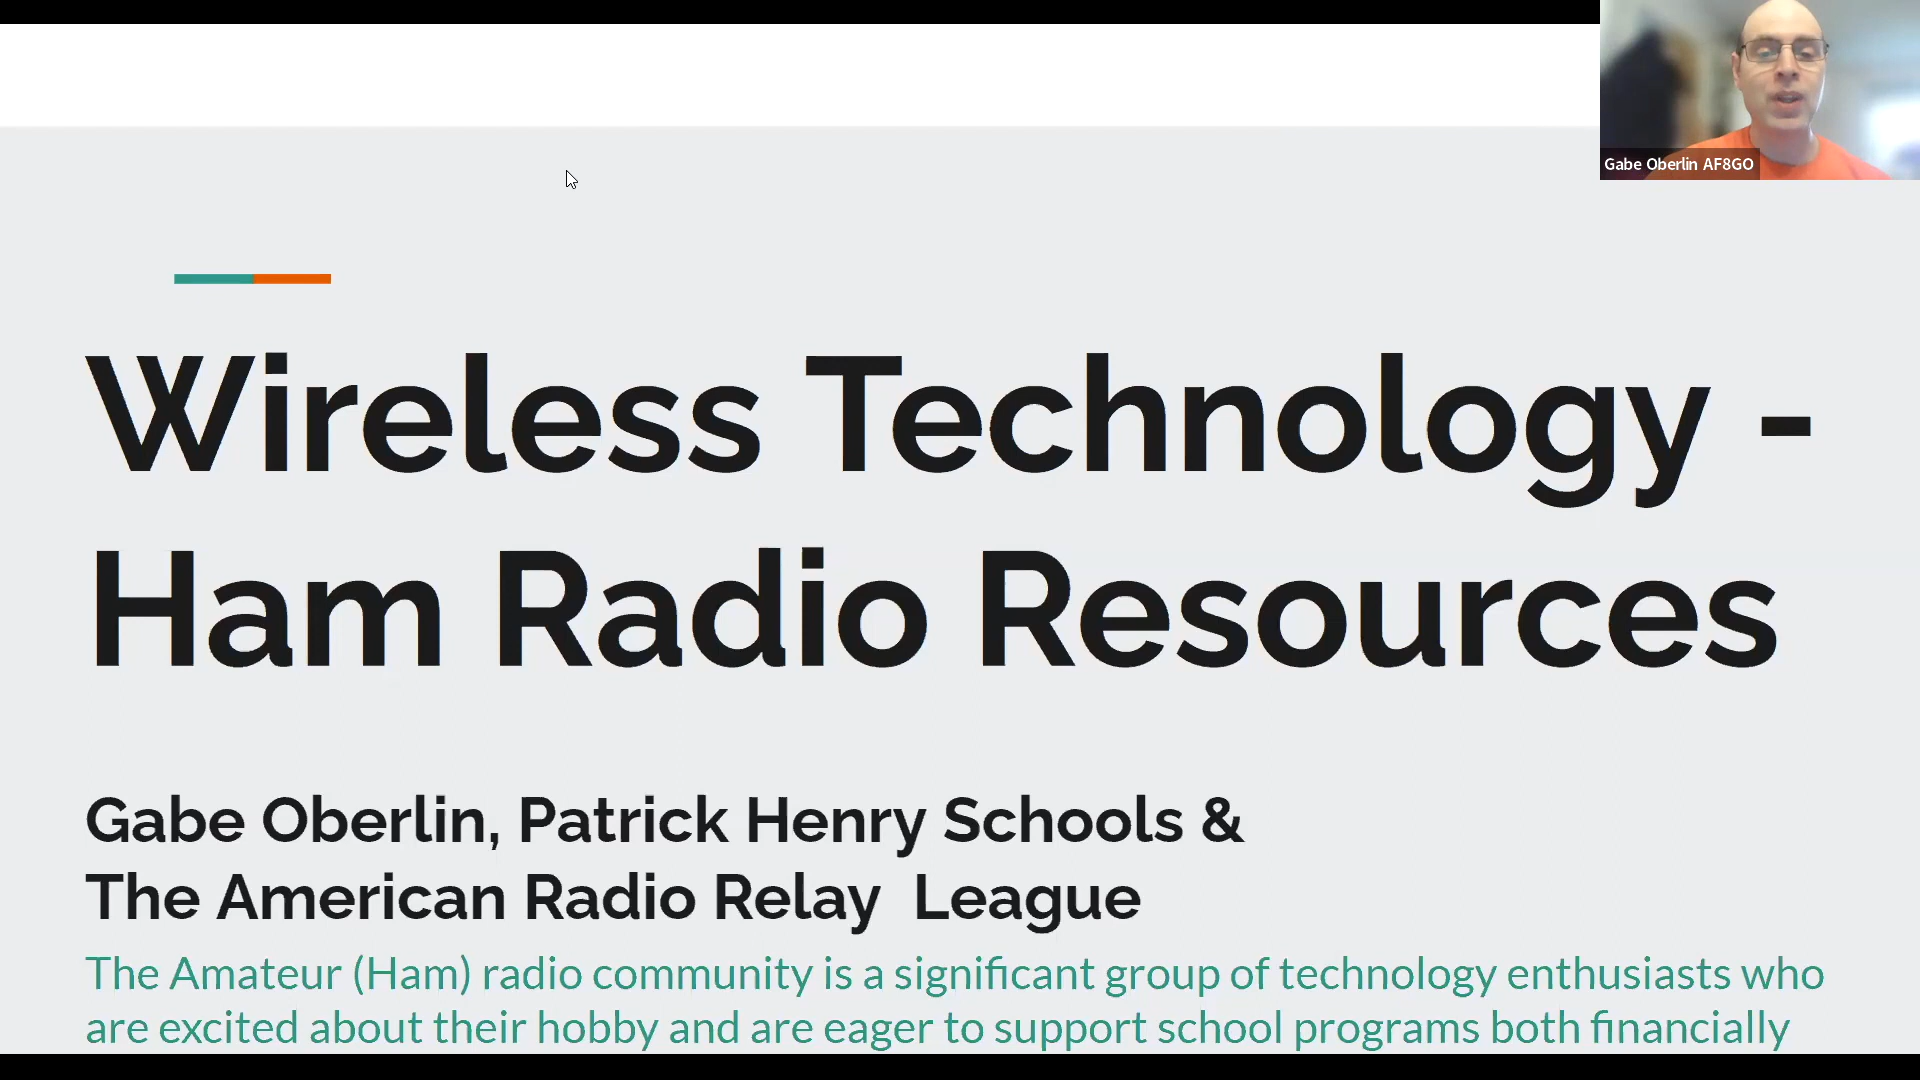 Gabe Oberlin AF8GO
Wireless Technology -
Ham Radio Resources
Gabe Oberlin, Patrick Henry Schools &
The American Radio Relay League
The Amateur (Ham) radio community is a significant group of technology enthusiasts who
are excited about their hobby and are eager to support school programs both financially